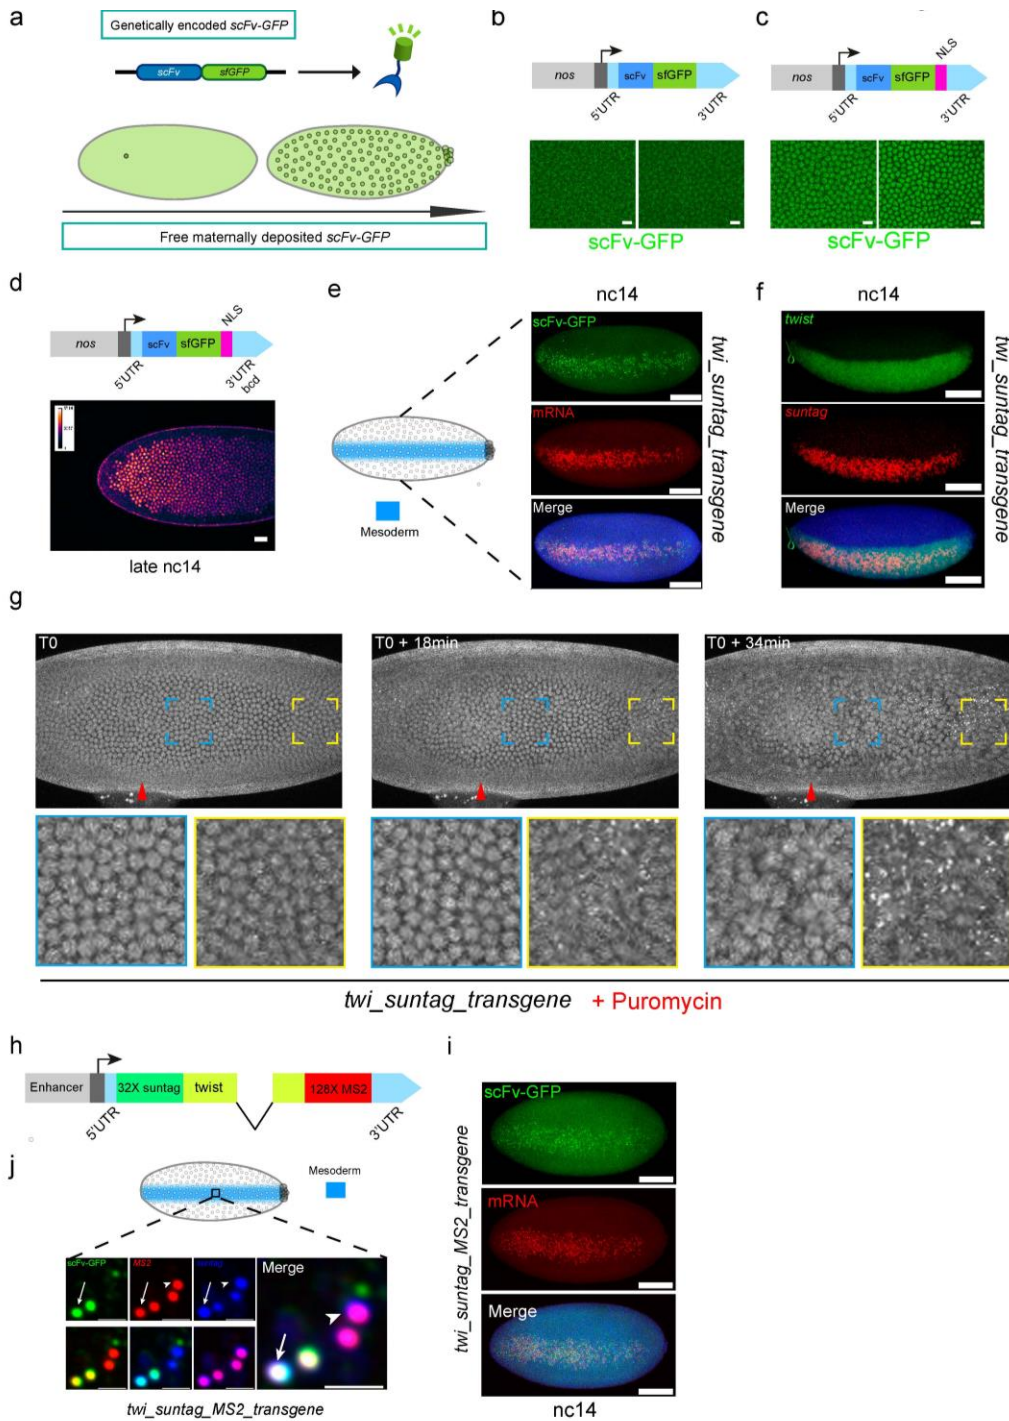 a
Genetically encoded scFv-GFP
scFv
sfGFP
Free maternally deposited scFv-GFP
b
nos
scFv
sfGFP
5'UTR
3'UTR
scFv-GFP
c
NLS
nos
scFv
sfGFP
5'UTR
3'UTR
scFv-GFP
d
NLS
nos
scFv
sfGFP
5'UTR
3'UTR
bcd
late nc14
e
Mesoderm
nc14
scFv-GFP
mRNA
Merge
twi_suntag_transgene
f
nc14
twist
suntag
Merge
twi_suntag_transgene
g
T0
T0 + 18min
T0 + 34min
twi_suntag_transgene + Puromycin
h
Enhancer
32X suntag
twist
128X MS2
5'UTR
3'UTR
i
scFv-GFP
mRNA
Merge
twi_suntag_MS2_transgene
nc14
j
Mesoderm
scFv-GFP
MS2
suntag
Merge
twi_suntag_MS2_transgene